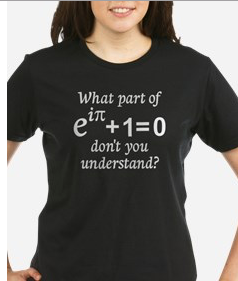 What part of
e^{iπ}+1=0
don't you
understand?